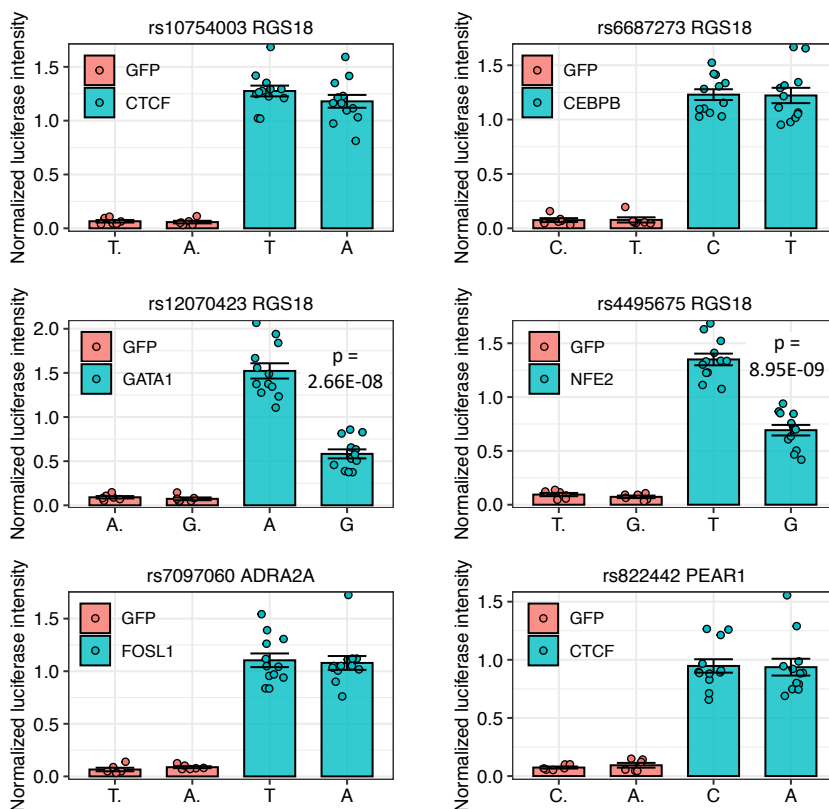 rs10754003 RGS18
Normalized luciferase intensity
1.5
1.0
0.5
0.0
GFP
CTCF
T. A. T A
rs6687273 RGS18
Normalized luciferase intensity
1.5
1.0
0.5
0.0
GFP
CEBPB
C. T. C T
rs12070423 RGS18
Normalized luciferase intensity
2.0
1.5
1.0
0.5
0.0
GFP
GATA1
p =
2.66E-08
A. G. A G
rs4495675 RGS18
Normalized luciferase intensity
1.5
1.0
0.5
0.0
GFP
NFE2
p =
8.95E-09
T. G. T G
rs7097060 ADRA2A
Normalized luciferase intensity
1.5
1.0
0.5
0.0
GFP
FOSL1
T. A. T A
rs822442 PEAR1
Normalized luciferase intensity
1.5
1.0
0.5
0.0
GFP
CTCF
C. A. C A